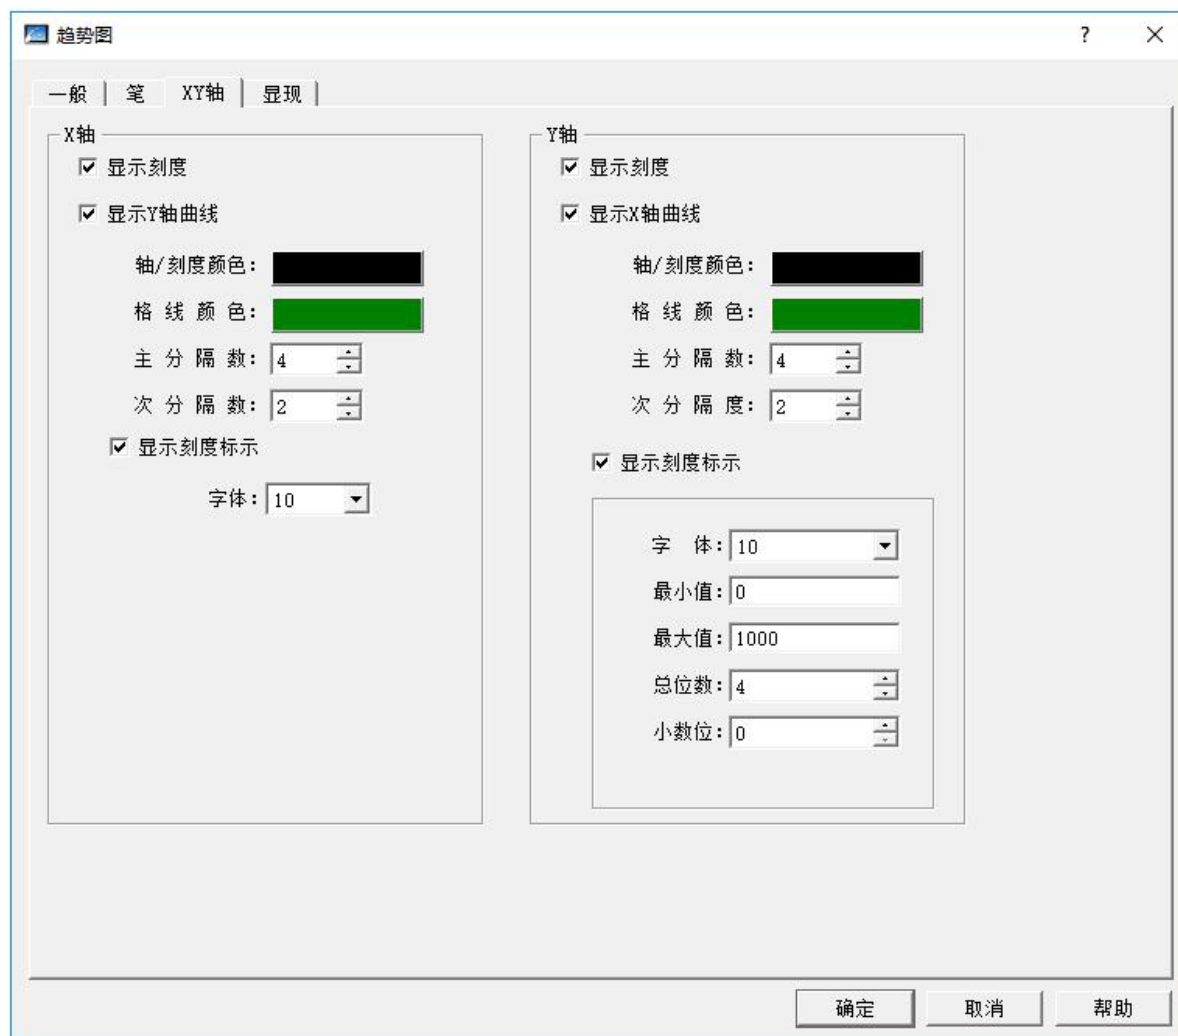 趋势图
一般 笔 XY轴 显现
X轴
显示刻度
显示Y轴曲线
轴/刻度颜色:
格线颜色:
主分隔数: 4
次分隔数: 2
显示刻度标示
字体: 10
Y轴
显示刻度
显示X轴曲线
轴/刻度颜色:
格线颜色:
主分隔数: 4
次分隔度: 2
显示刻度标示
字 体: 10
最小值: 0
最大值: 1000
总位数: 4
小数位: 0
确定 取消 帮助